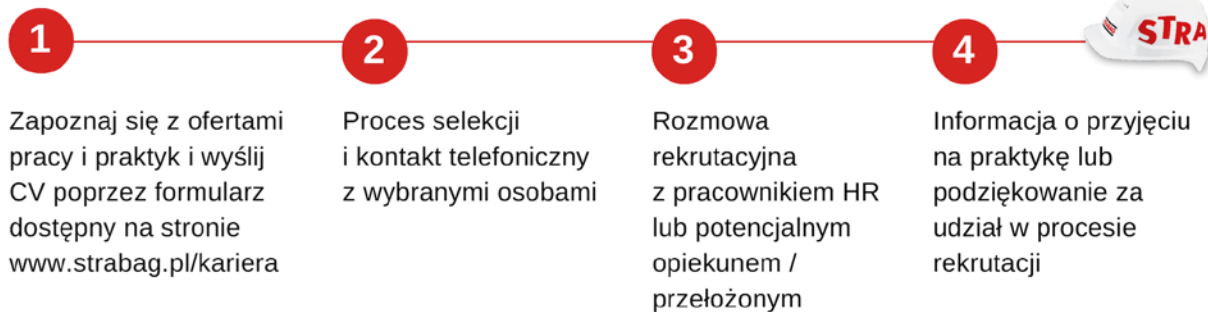 1
Zapoznaj się z ofertami
pracy i praktyk i wyślij
CV poprzez formularz
dostępny na stronie
www.strabag.pl/kariera
2
Proces selekcji
i kontakt telefoniczny
z wybranymi osobami
3
Rozmowa
rekrutacyjna
z pracownikiem HR
lub potencjalnym
opiekunem /
przełożonym
4
Informacja o przyjęciu
na praktykę lub
podziękowanie za
udział w procesie
rekrutacji
STRA